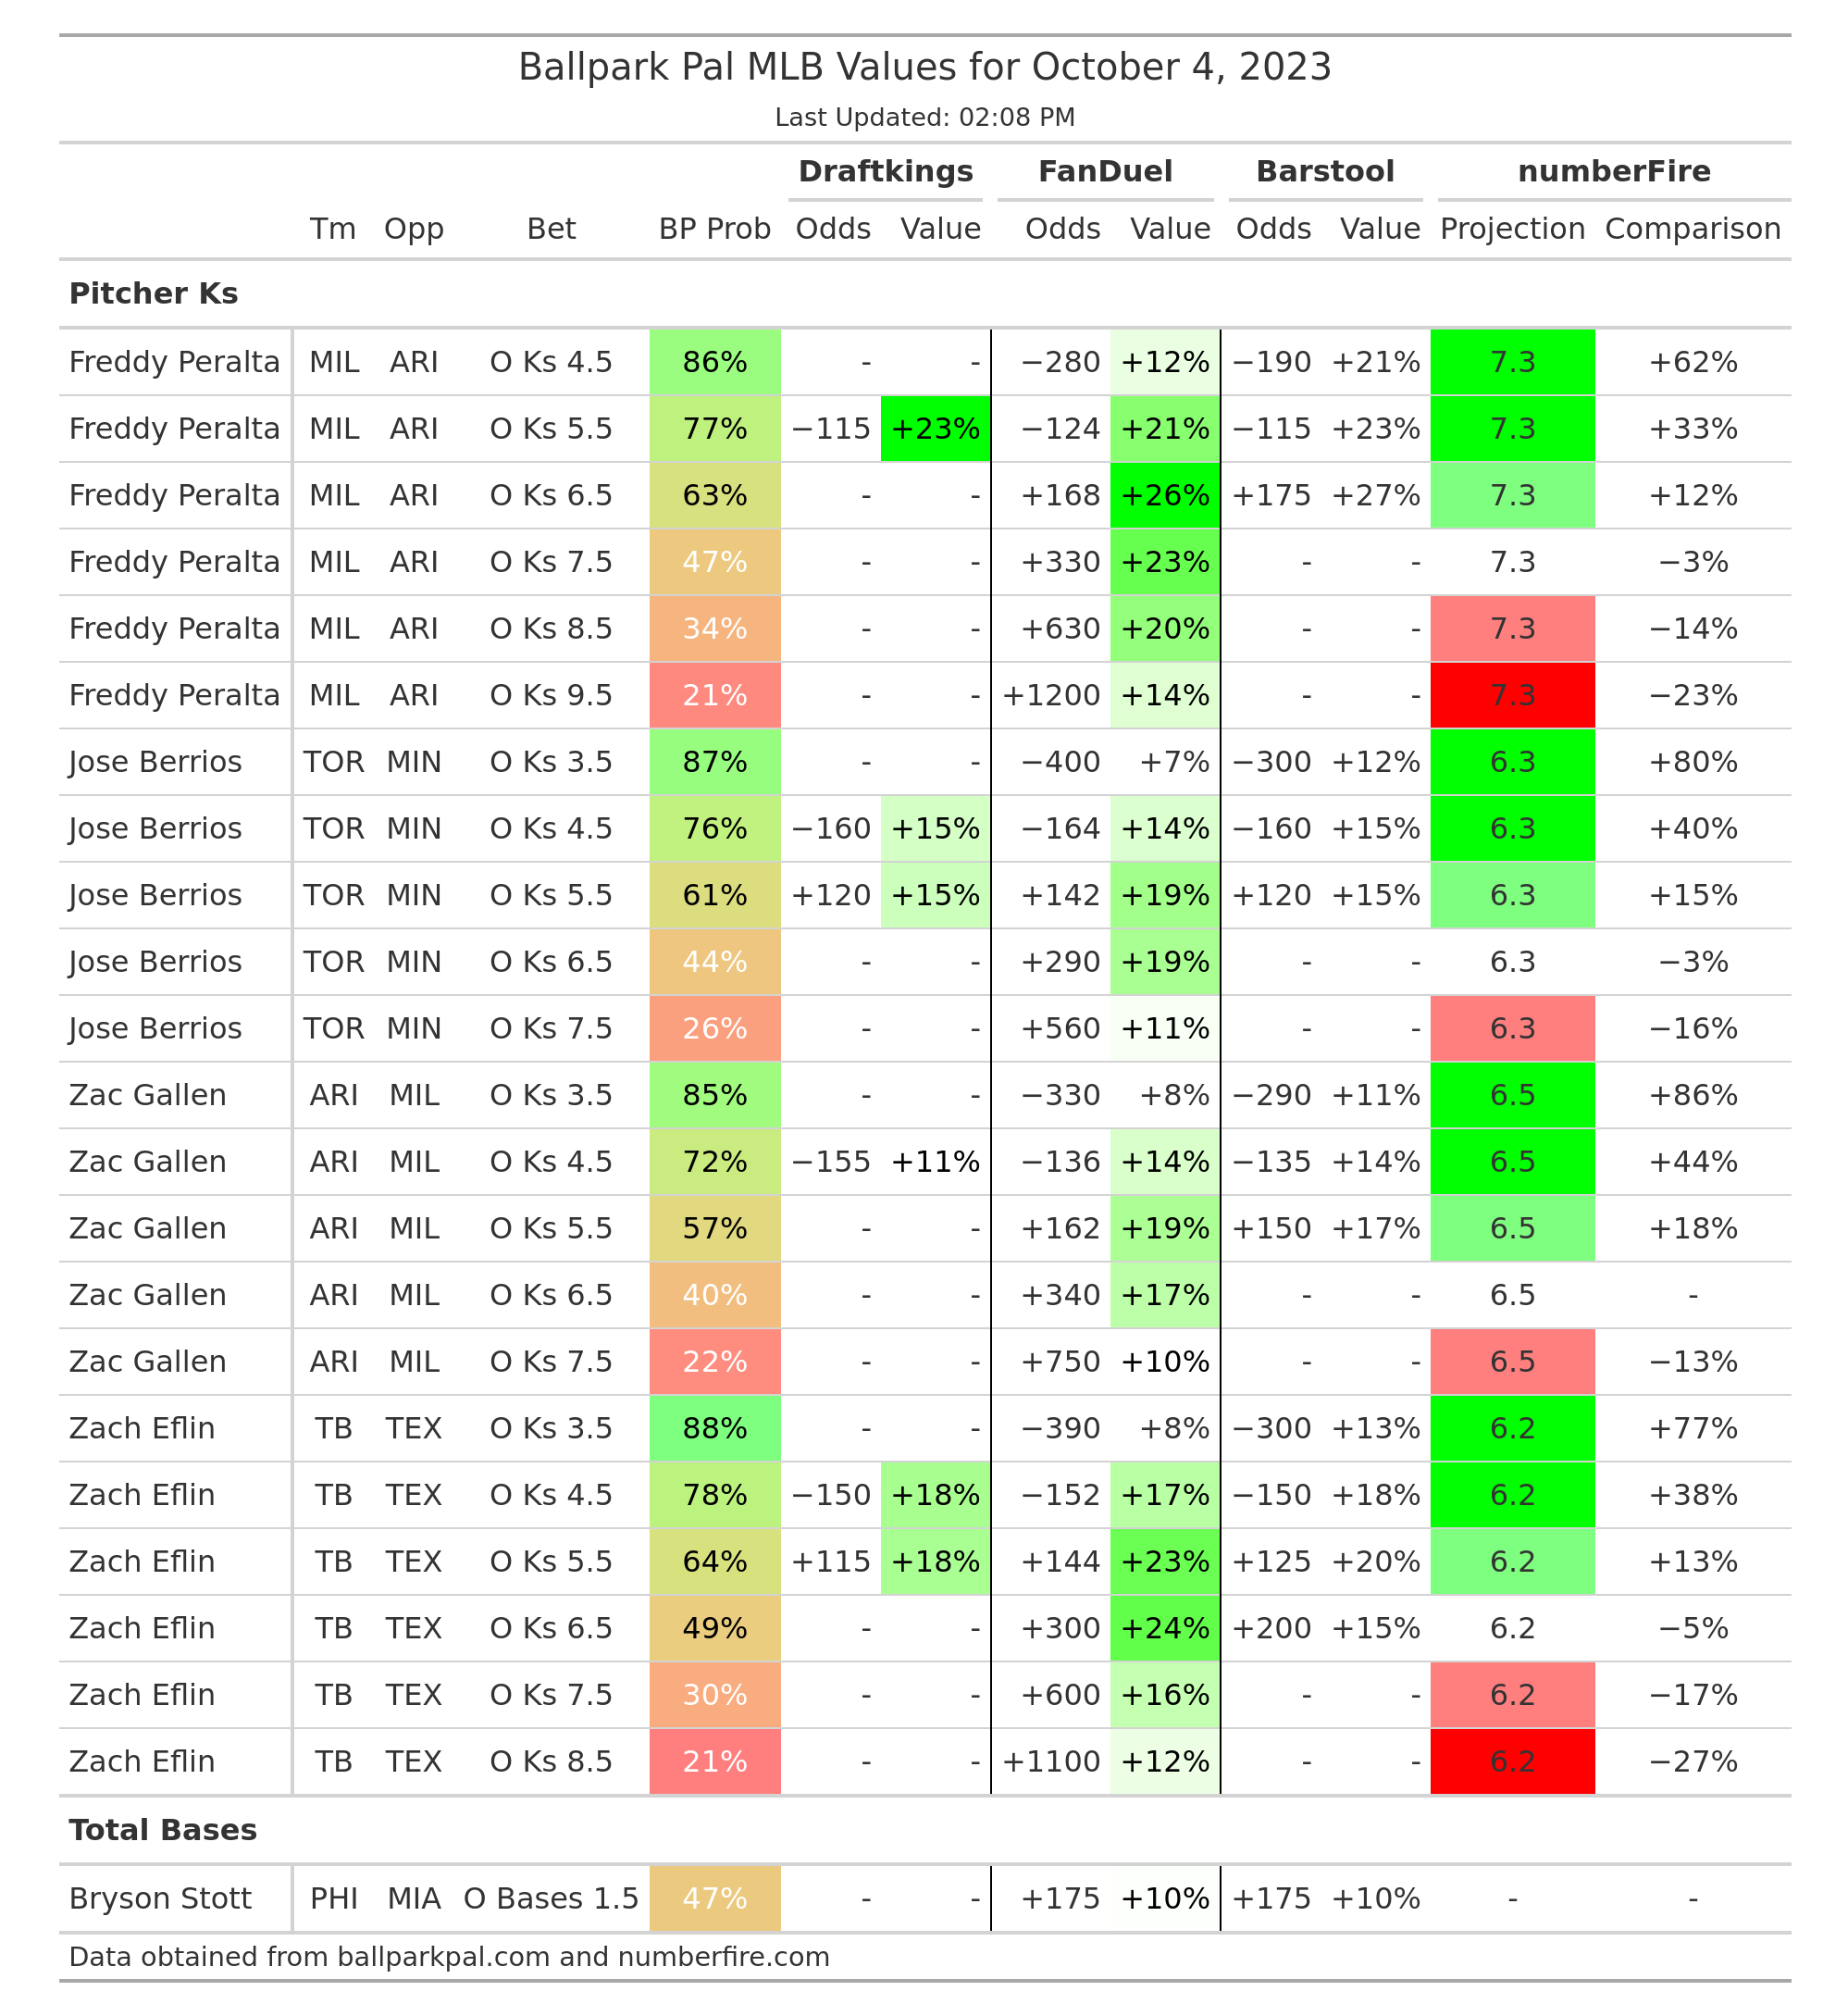 Ballpark Pal MLB Values for October 4, 2023
Last Updated: 02:08 PM
Draftkings FanDuel Barstool numberFire
Tm Opp Bet BP Prob Odds Value Odds Value Odds Value Projection Comparison
Pitcher Ks
Freddy Peralta MIL ARI O Ks 4.5 86% - - −280 +12% −190 +21% 7.3 +62%
Freddy Peralta MIL ARI O Ks 5.5 77% −115 +23% −124 +21% −115 +23% 7.3 +33%
Freddy Peralta MIL ARI O Ks 6.5 63% - - +168 +26% +175 +27% 7.3 +12%
Freddy Peralta MIL ARI O Ks 7.5 47% - - +330 +23% - - 7.3 −3%
Freddy Peralta MIL ARI O Ks 8.5 34% - - +630 +20% - - 7.3 −14%
Freddy Peralta MIL ARI O Ks 9.5 21% - - +1200 +14% - - 7.3 −23%
Jose Berrios TOR MIN O Ks 3.5 87% - - −400 +7% −300 +12% 6.3 +80%
Jose Berrios TOR MIN O Ks 4.5 76% −160 +15% −164 +14% −160 +15% 6.3 +40%
Jose Berrios TOR MIN O Ks 5.5 61% +120 +15% +142 +19% +120 +15% 6.3 +15%
Jose Berrios TOR MIN O Ks 6.5 44% - - +290 +19% - - 6.3 −3%
Jose Berrios TOR MIN O Ks 7.5 26% - - +560 +11% - - 6.3 −16%
Zac Gallen ARI MIL O Ks 3.5 85% - - −330 +8% −290 +11% 6.5 +86%
Zac Gallen ARI MIL O Ks 4.5 72% −155 +11% −136 +14% −135 +14% 6.5 +44%
Zac Gallen ARI MIL O Ks 5.5 57% - - +162 +19% +150 +17% 6.5 +18%
Zac Gallen ARI MIL O Ks 6.5 40% - - +340 +17% - - 6.5 -
Zac Gallen ARI MIL O Ks 7.5 22% - - +750 +10% - - 6.5 −13%
Zach Eflin TB TEX O Ks 3.5 88% - - −390 +8% −300 +13% 6.2 +77%
Zach Eflin TB TEX O Ks 4.5 78% −150 +18% −152 +17% −150 +18% 6.2 +38%
Zach Eflin TB TEX O Ks 5.5 64% +115 +18% +144 +23% +125 +20% 6.2 +13%
Zach Eflin TB TEX O Ks 6.5 49% - - +300 +24% +200 +15% 6.2 −5%
Zach Eflin TB TEX O Ks 7.5 30% - - +600 +16% - - 6.2 −17%
Zach Eflin TB TEX O Ks 8.5 21% - - +1100 +12% - - 6.2 −27%
Total Bases
Bryson Stott PHI MIA O Bases 1.5 47% - - +175 +10% +175 +10% - -
Data obtained from ballparkpal.com and numberfire.com